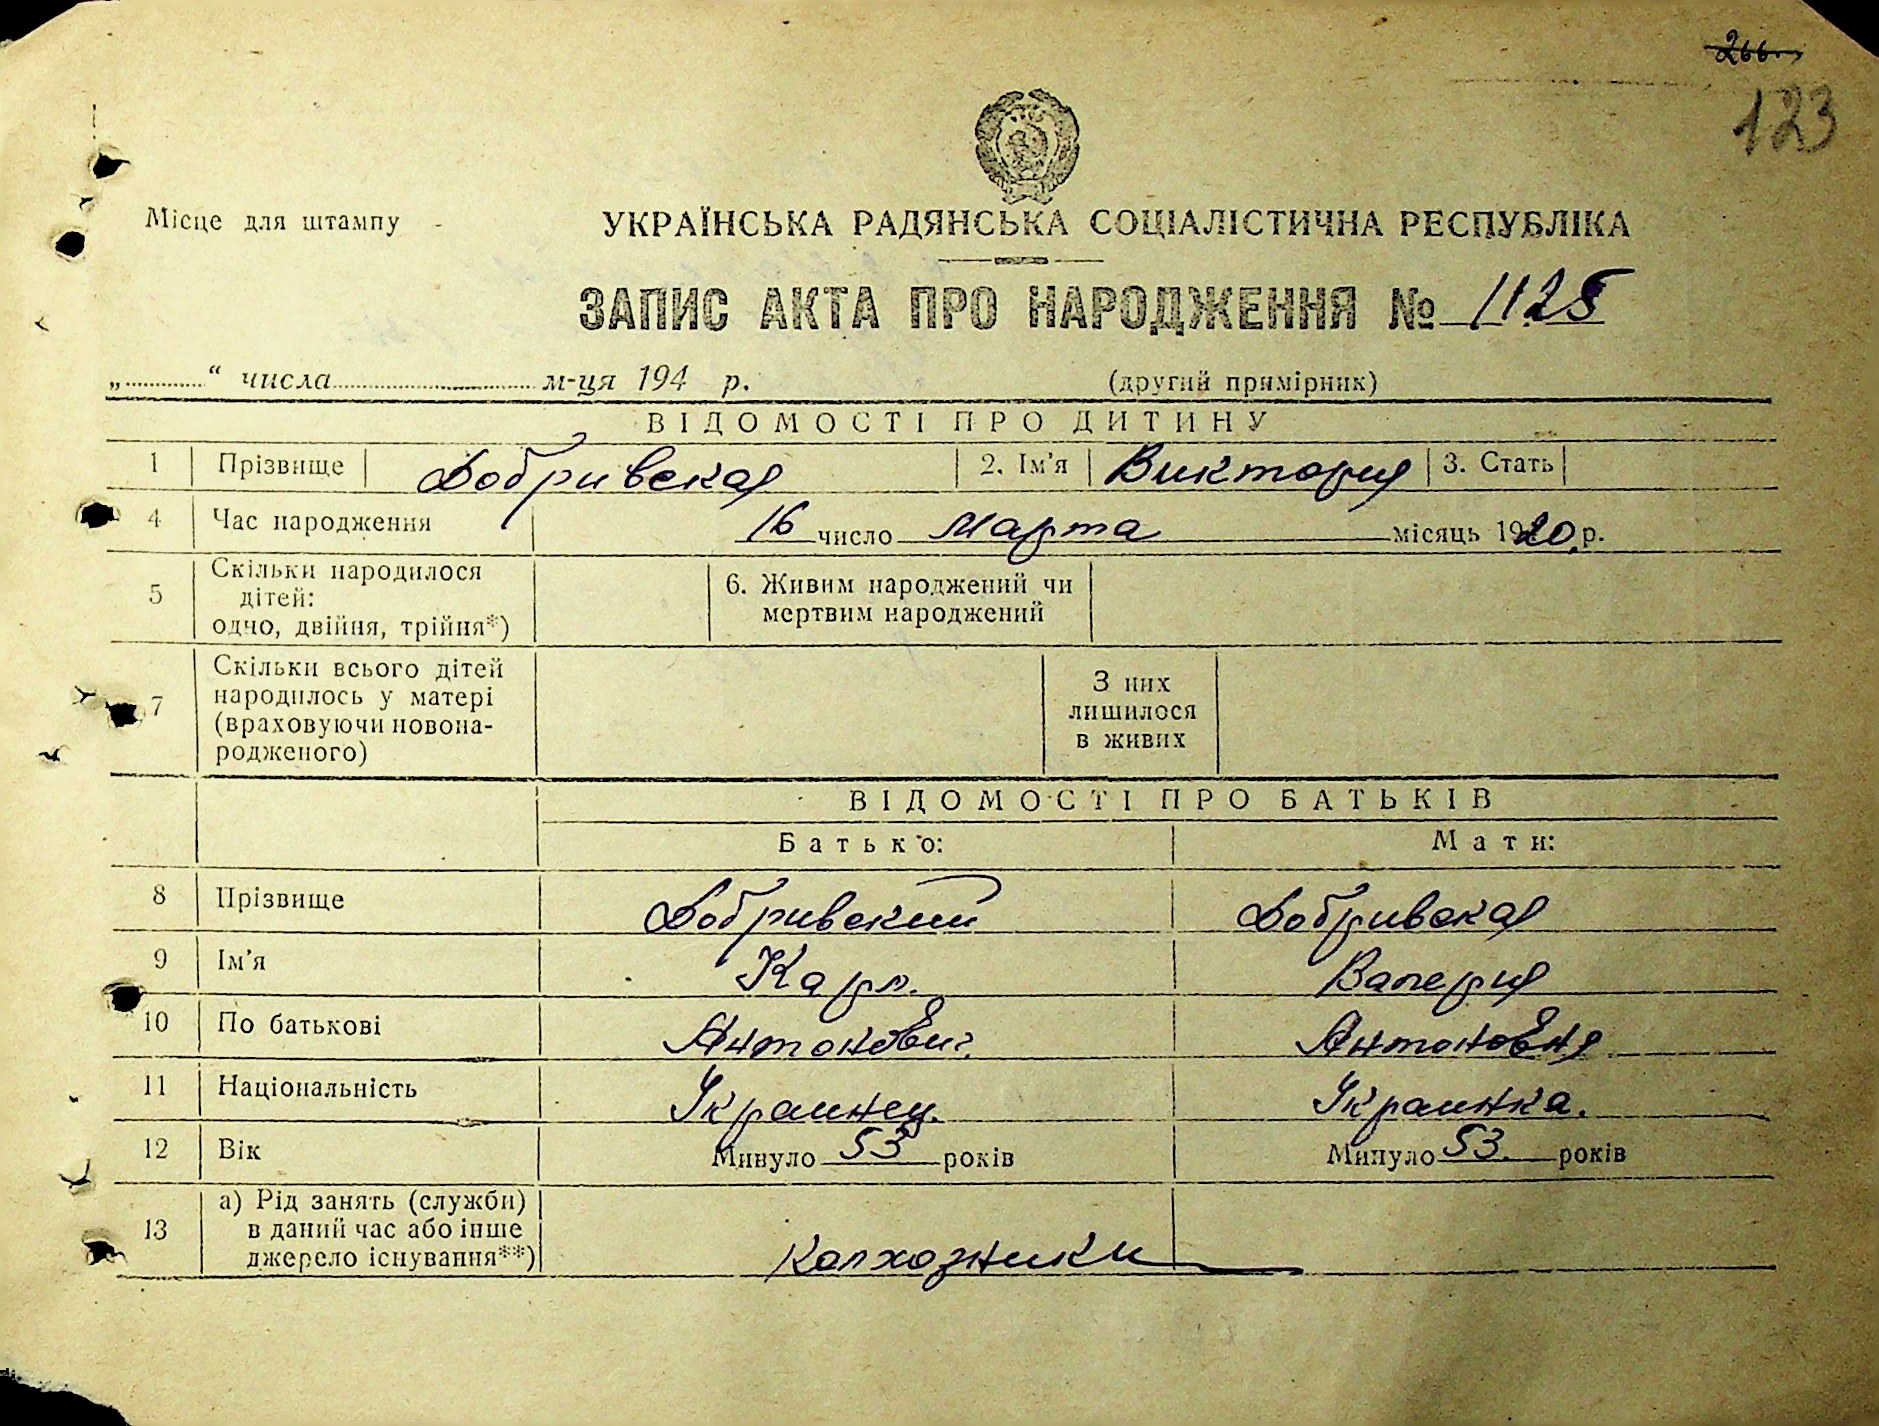 266
123
Місце для штампу
УКРАЇНСЬКА РАДЯНСЬКА СОЦІАЛІСТИЧНА РЕСПУБЛІКА
ЗАПИС АКТА ПРО НАРОДЖЕННЯ № 1125
„............“ числа.............................м-ця 194 р. (другий примірник)
ВІДОМОСТІ ПРО ДИТИНУ
1 Прізвище Добривская 2. Ім'я Виктория 3. Стать
4 Час народження 16 число Марта місяць 1920 р.
5 Скільки народилося
дітей:
одно, двійня, трійня*)
6. Живим народжений чи
мертвим народжений
7 Скільки всього дітей
народилось у матері
(враховуючи новона-
родженого)
З них
лишилося
в живих
ВІДОМОСТІ ПРО БАТЬКІВ
Батько: Мати:
8 Прізвище Добривский Добривская
9 Ім'я Карл. Валерия
10 По батькові Антонович. Антоновна
11 Національність Украинец. Украинка.
12 Вік Минуло 53 років Минуло 53. років
13 а) Рід занять (служби)
в даний час або інше
джерело існування**)
Колхозники